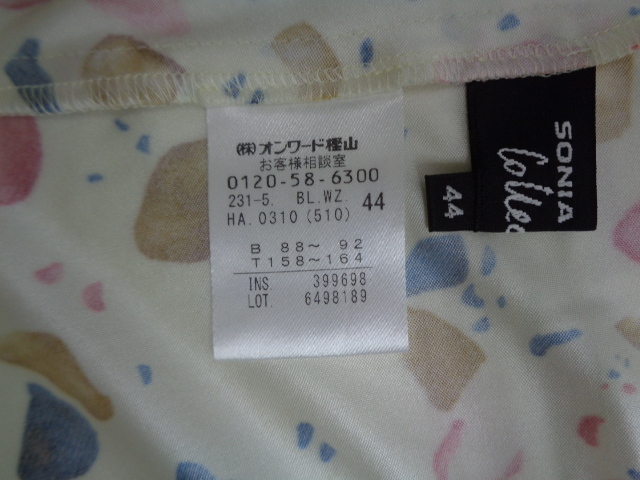 ㈱オンワード樫山
お客様相談室
0120-58-6300
231-5. BL.WZ. 44
HA.0310(510)
B 88～ 92
T158～164
INS. 399698
LOT. 6498189
SONIA
44